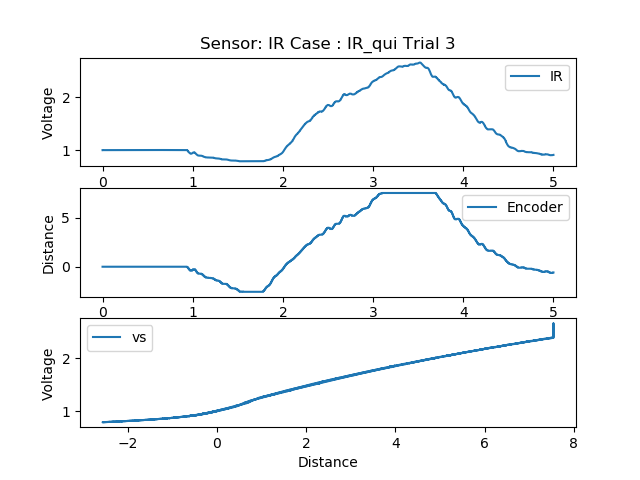 Sensor: IR Case : IR_qui Trial 3
Voltage
2
1
IR
0 1 2 3 4 5
Distance
5
0
Encoder
0 1 2 3 4 5
Voltage
2
1
vs
−2 0 2 4 6 8
Distance